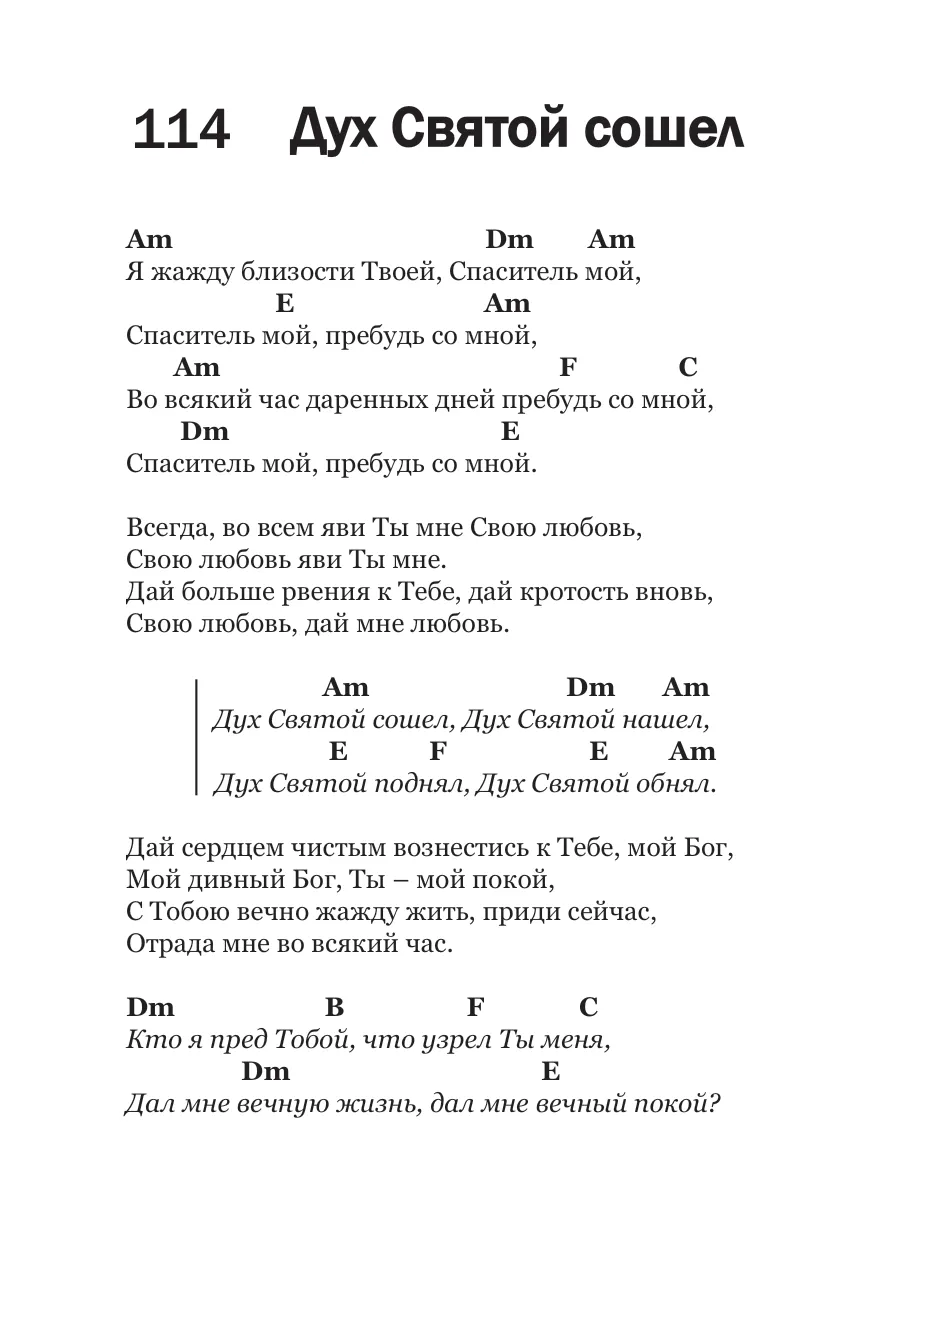 114 Дух Святой сошел
Am Dm Am
Я жажду близости Твоей, Спаситель мой,
E Am
Спаситель мой, пребудь со мной,
Am F C
Во всякий час даренных дней пребудь со мной,
Dm E
Спаситель мой, пребудь со мной.
Всегда, во всем яви Ты мне Свою любовь,
Свою любовь яви Ты мне.
Дай больше рвения к Тебе, дай кротость вновь,
Свою любовь, дай мне любовь.
Am Dm Am
Дух Святой сошел, Дух Святой нашел,
E F E Am
Дух Святой поднял, Дух Святой обнял.
Дай сердцем чистым вознестись к Тебе, мой Бог,
Мой дивный Бог, Ты – мой покой,
С Тобою вечно жажду жить, приди сейчас,
Отрада мне во всякий час.
Dm B F C
Кто я пред Тобой, что узрел Ты меня,
Dm E
Дал мне вечную жизнь, дал мне вечный покой?